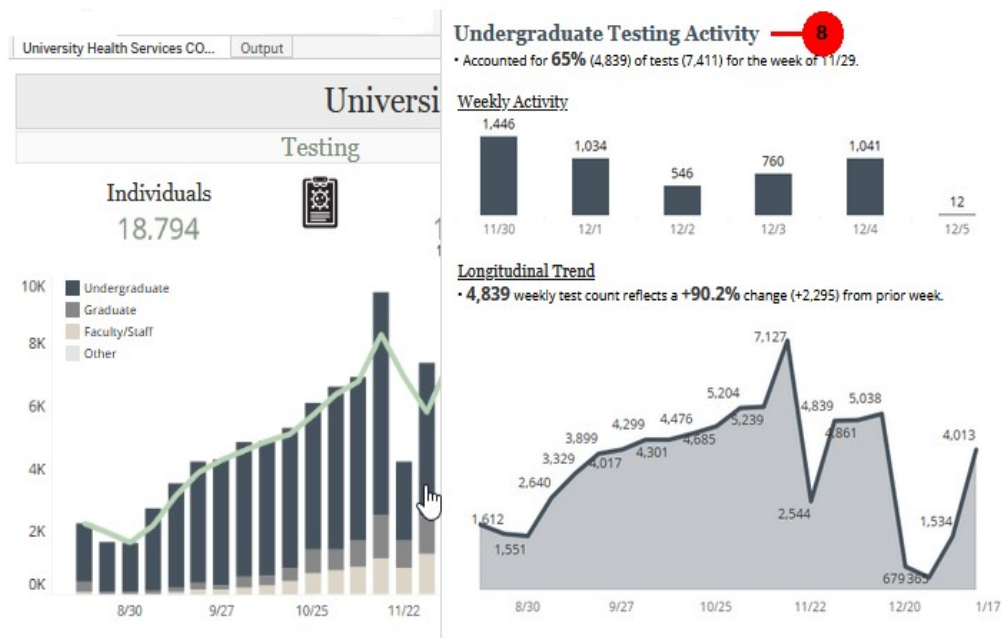 University Health Services CO...
Output
Universi
Testing
Individuals
18.794
10K
8K
6K
4K
2K
0K
Undergraduate
Graduate
Faculty/Staff
Other
8/30
9/27
10/25
11/22
Undergraduate Testing Activity
8
• Accounted for 65% (4,839) of tests (7,411) for the week of 11/29.
Weekly Activity
1,446
1,034
546
760
1,041
12
11/30
12/1
12/2
12/3
12/4
12/5
Longitudinal Trend
• 4,839 weekly test count reflects a +90.2% change (+2,295) from prior week.
1,612
1,551
2,640
3,329
3,899
4,017
4,299
4,301
4,476
4,685
5,204
5,239
7,127
2,544
4,839
4,861
5,038
679
365
1,534
4,013
8/30
9/27
10/25
11/22
12/20
1/17